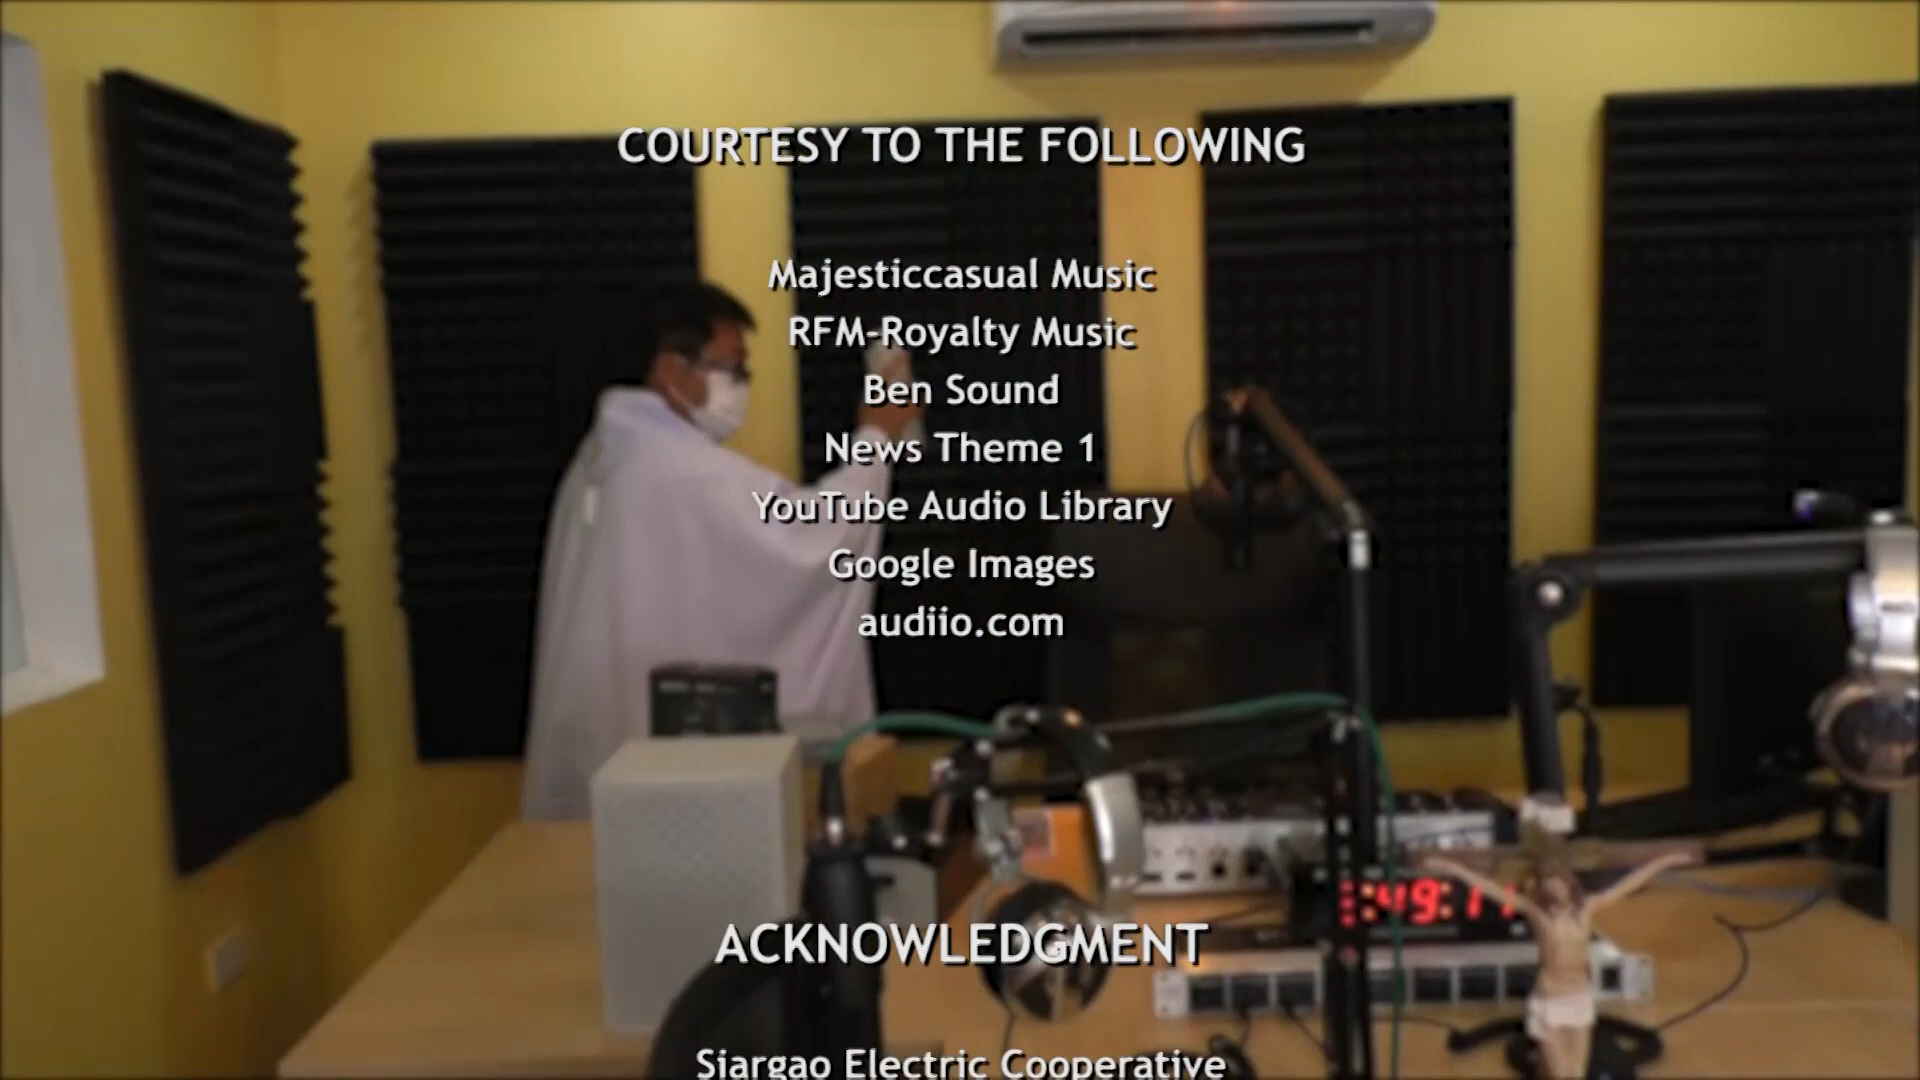 COURTESY TO THE FOLLOWING
Majesticcasual Music
RFM-Royalty Music
Ben Sound
News Theme 1
YouTube Audio Library
Google Images
audiio.com
ACKNOWLEDGMENT
Siargao Electric Cooperative